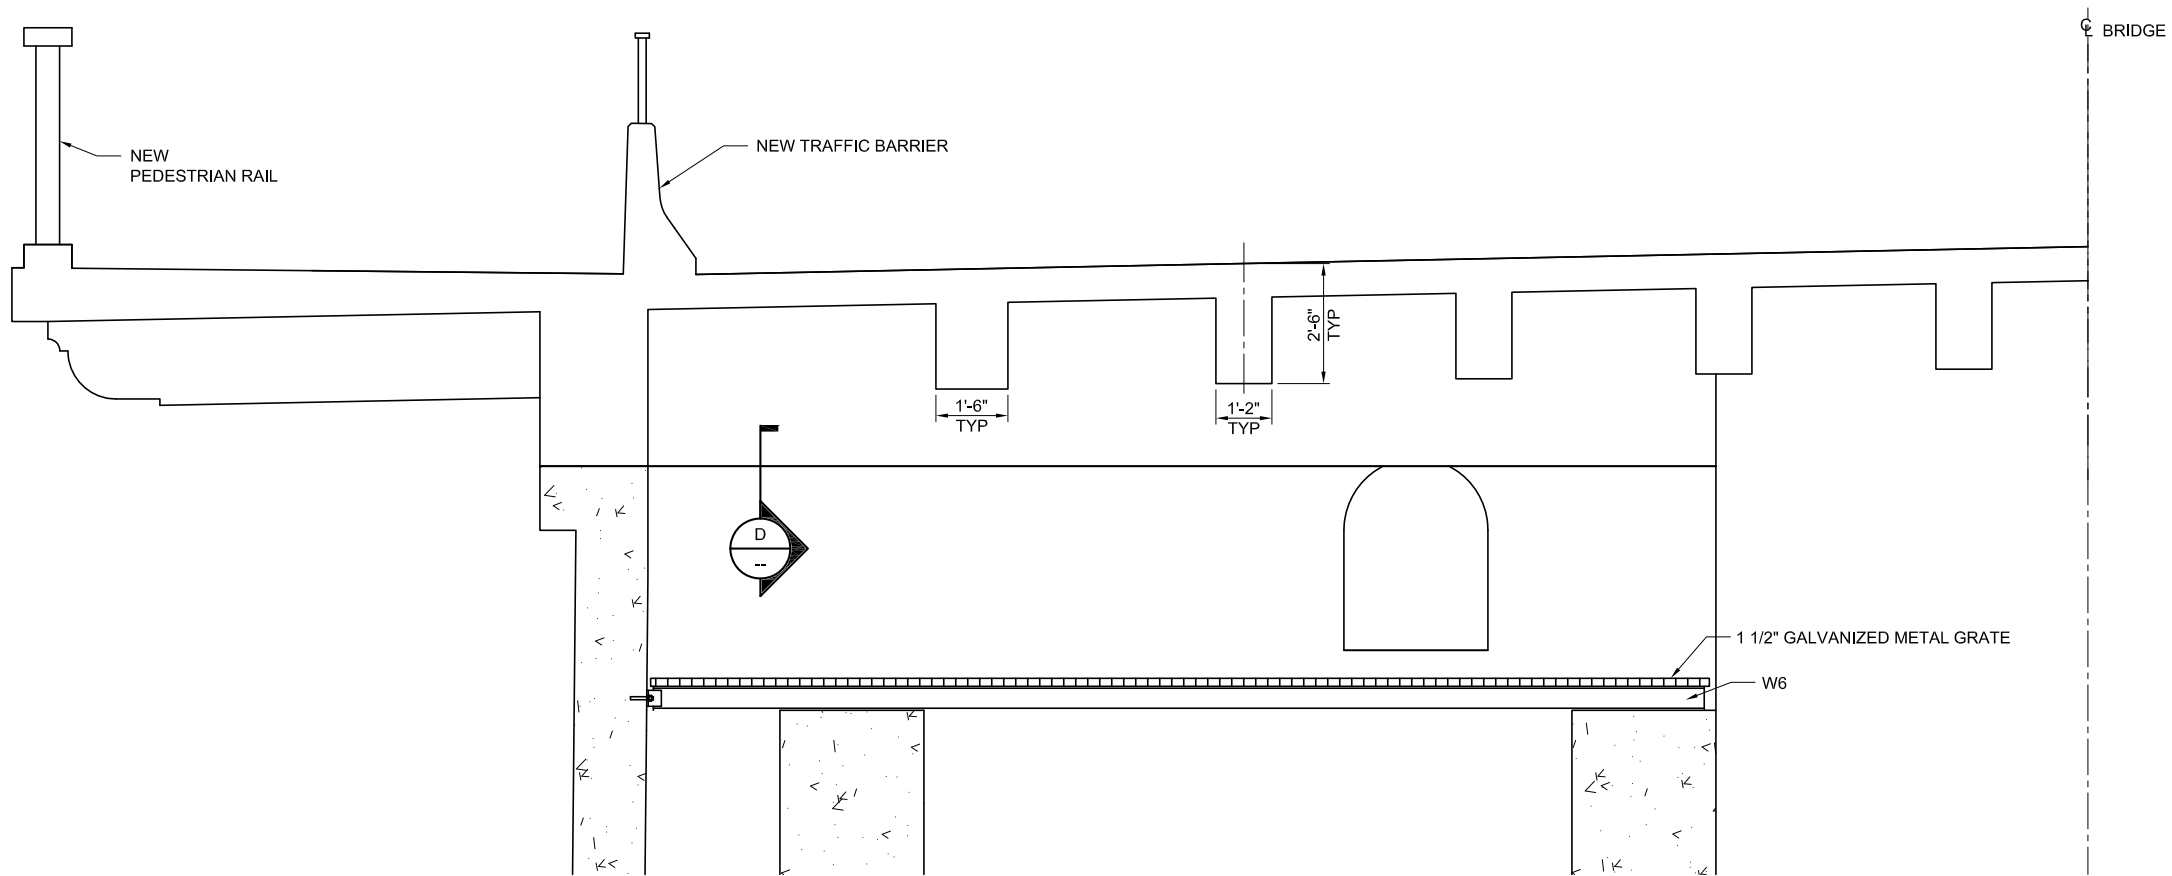 ℄ BRIDGE
NEW
PEDESTRIAN RAIL
NEW TRAFFIC BARRIER
2'-6"
TYP
1'-6"
TYP
1'-2"
TYP
D
--
1 1/2" GALVANIZED METAL GRATE
W6